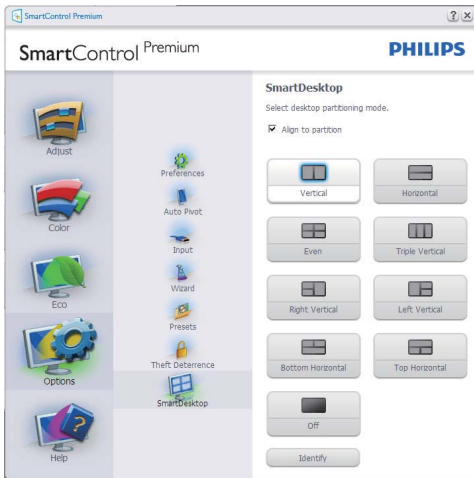 SmartControl Premium
SmartControl Premium
PHILIPS
Adjust
Color
Eco
Options
Help
Preferences
Auto Pivot
Input
Wizard
Presets
Theft Deterrence
SmartDesktop
SmartDesktop
Select desktop partitioning mode.
Align to partition
Vertical
Horizontal
Even
Triple Vertical
Right Vertical
Left Vertical
Bottom Horizontal
Top Horizontal
Off
Identify